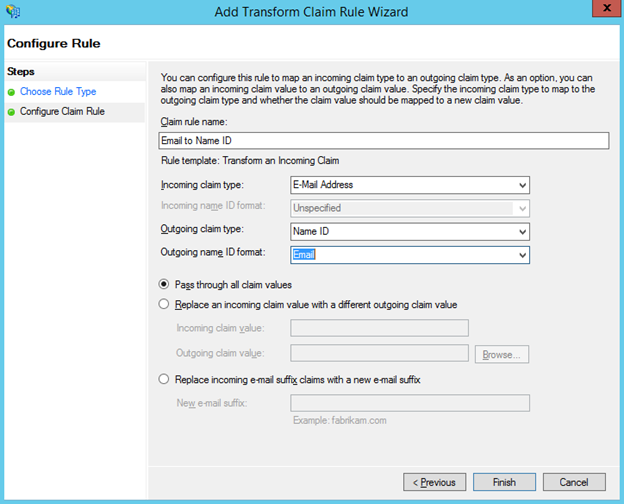 Add Transform Claim Rule Wizard
x
Configure Rule
Steps
Choose Rule Type
Configure Claim Rule
You can configure this rule to map an incoming claim type to an outgoing claim type. As an option, you can
also map an incoming claim value to an outgoing claim value. Specify the incoming claim type to map to the
outgoing claim type and whether the claim value should be mapped to a new claim value.
Claim rule name:
Email to Name ID
Rule template: Transform an Incoming Claim
Incoming claim type:
E-Mail Address
Incoming name ID format:
Unspecified
Outgoing claim type:
Name ID
Outgoing name ID format:
Email
Pass through all claim values
Replace an incoming claim value with a different outgoing claim value
Incoming claim value:
Outgoing claim value:
Browse...
Replace incoming e-mail suffix claims with a new e-mail suffix
New e-mail suffix:
Example: fabrikam.com
< Previous
Finish
Cancel